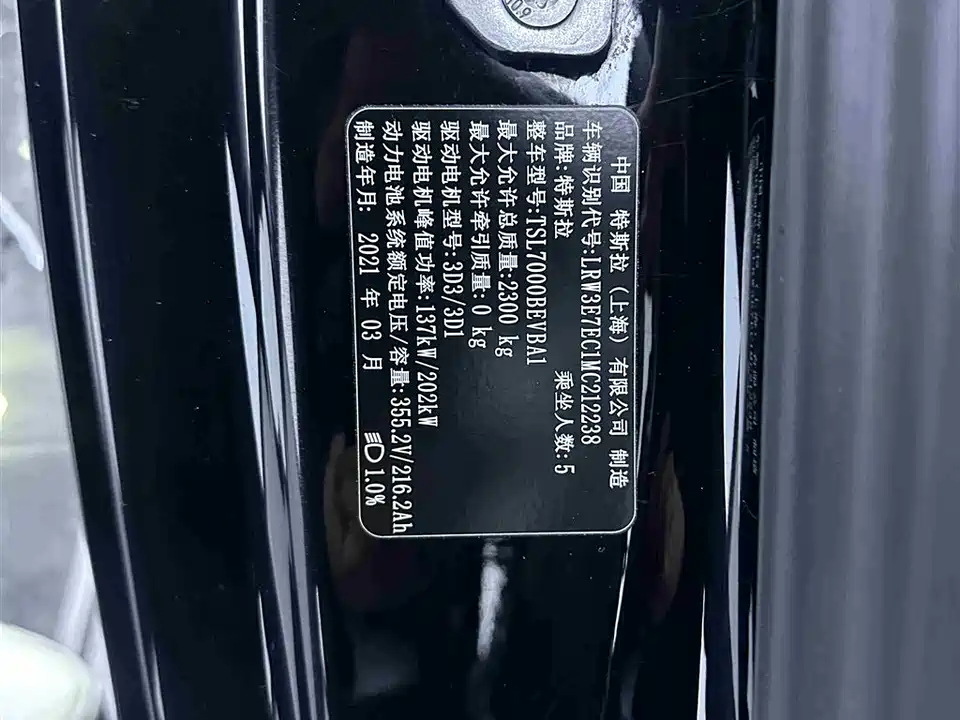 中国 特斯拉（上海）有限公司 制造
车辆识别代号:LRW3E7EC1MC212238
品牌:特斯拉 乘坐人数:5
整车型号:TSL7000BEVBA1
最大允许总质量:2300 kg
最大允许牵引质量:0 kg
驱动电机型号:3D3/3D1
驱动电机峰值功率:137kW/202kW
动力电池系统额定电压/容量:355.2V/216.2Ah
制造年月: 2021 年 03 月 1.0%